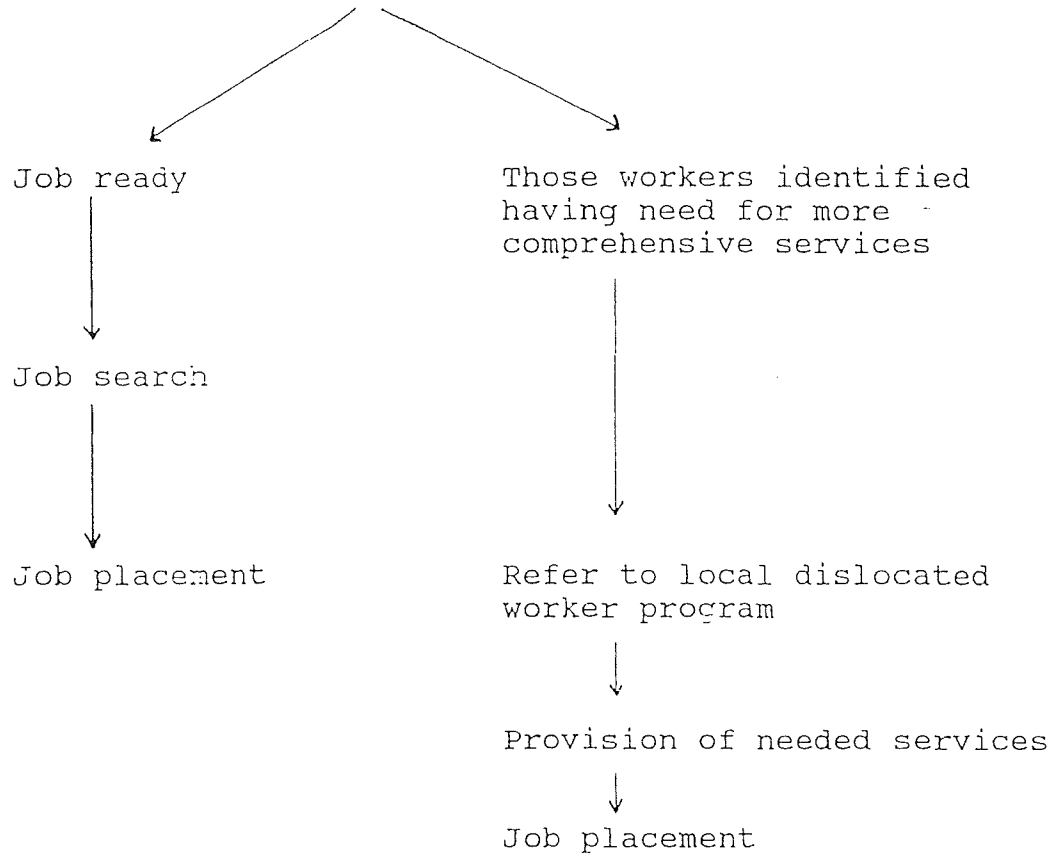 Job ready
Job search
Job placement
Those workers identified
having need for more
comprehensive services
Refer to local dislocated
worker program
Provision of needed services
Job placement